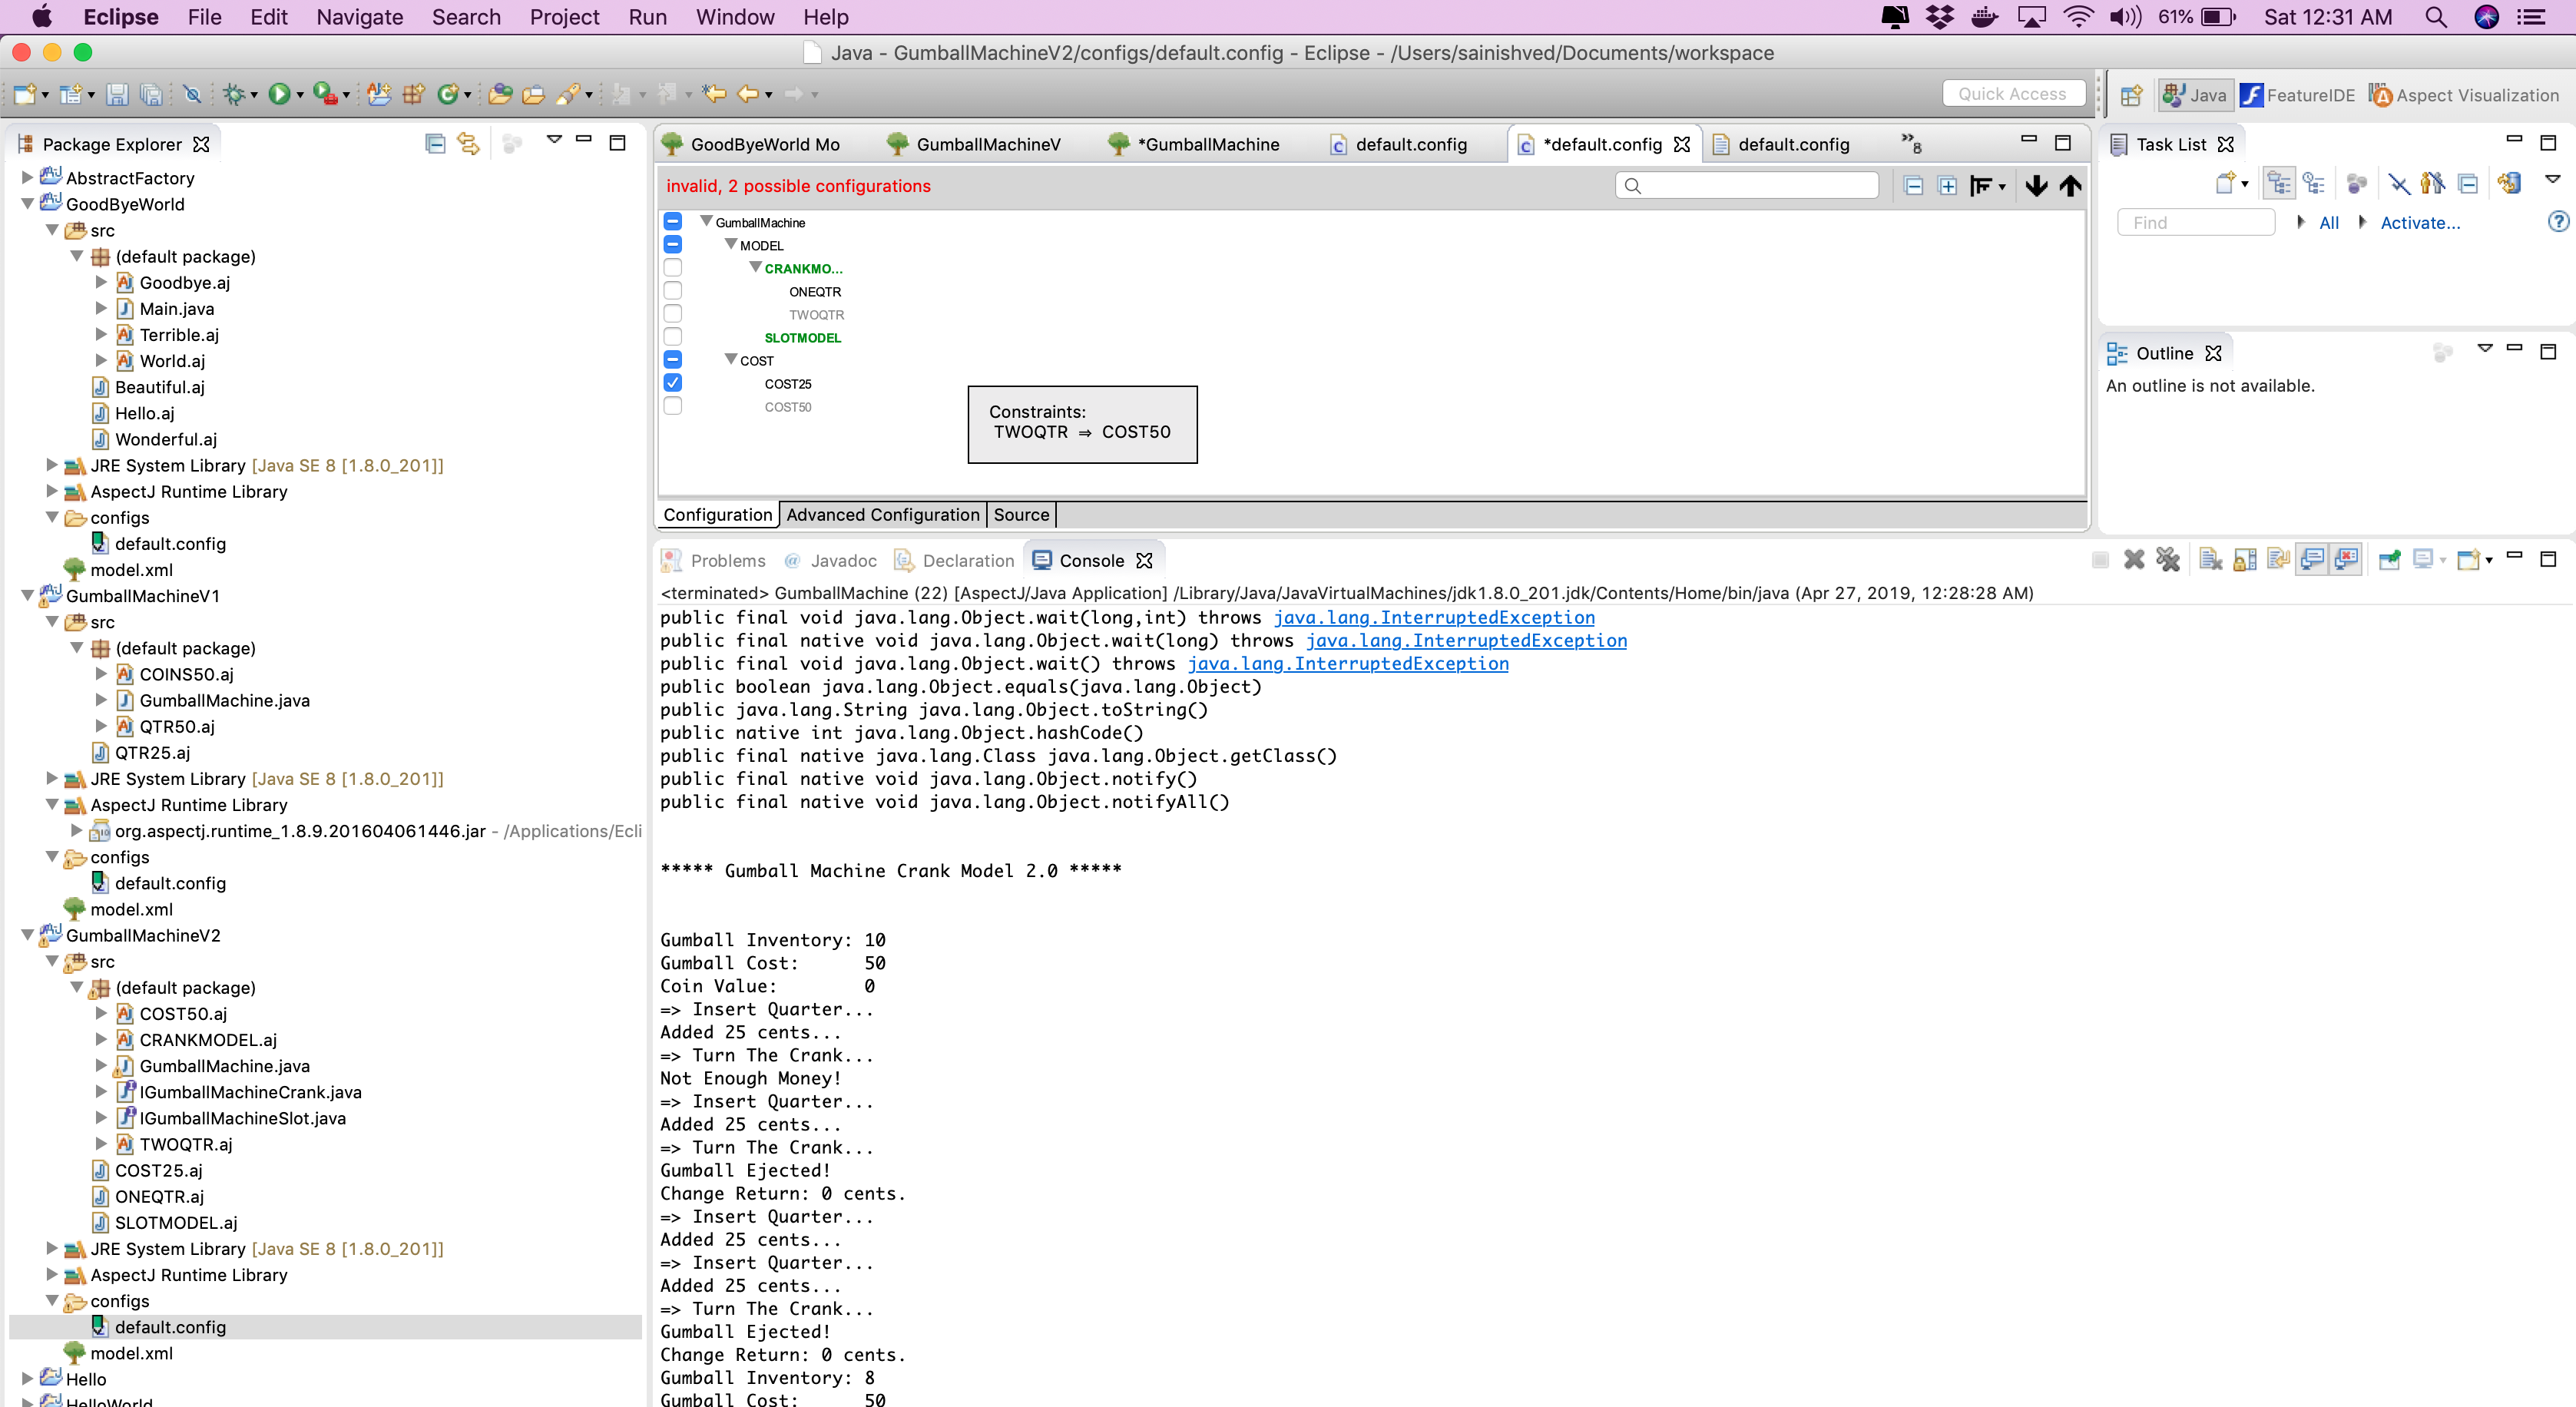 Eclipse File Edit Navigate Search Project Run Window Help 61% Sat 12:31 AM
Java - GumballMachineV2/configs/default.config - Eclipse - /Users/sainishved/Documents/workspace
Quick Access Java FeatureIDE Aspect Visualization
Package Explorer
AbstractFactory
GoodByeWorld
src
(default package)
Goodbye.aj
Main.java
Terrible.aj
World.aj
Beautiful.aj
Hello.aj
Wonderful.aj
JRE System Library [Java SE 8 [1.8.0_201]]
AspectJ Runtime Library
configs
default.config
model.xml
GumballMachineV1
src
(default package)
COINS50.aj
GumballMachine.java
QTR50.aj
QTR25.aj
JRE System Library [Java SE 8 [1.8.0_201]]
AspectJ Runtime Library
org.aspectj.runtime_1.8.9.201604061446.jar - /Applications/Ecli
configs
default.config
model.xml
GumballMachineV2
src
(default package)
COST50.aj
CRANKMODEL.aj
GumballMachine.java
IGumballMachineCrank.java
IGumballMachineSlot.java
TWOQTR.aj
COST25.aj
ONEQTR.aj
SLOTMODEL.aj
JRE System Library [Java SE 8 [1.8.0_201]]
AspectJ Runtime Library
configs
default.config
model.xml
Hello
HelloWorld
GoodByeWorld Mo GumballMachineV *GumballMachine default.config *default.config default.config »8
invalid, 2 possible configurations
GumballMachine
MODEL
CRANKMO...
ONEQTR
TWOQTR
SLOTMODEL
COST
COST25
COST50
Constraints:
TWOQTR ⇒ COST50
Configuration Advanced Configuration Source
Task List
Find All Activate...
Outline
An outline is not available.
Problems Javadoc Declaration Console
<terminated> GumballMachine (22) [AspectJ/Java Application] /Library/Java/JavaVirtualMachines/jdk1.8.0_201.jdk/Contents/Home/bin/java (Apr 27, 2019, 12:28:28 AM)
public final void java.lang.Object.wait(long,int) throws java.lang.InterruptedException
public final native void java.lang.Object.wait(long) throws java.lang.InterruptedException
public final void java.lang.Object.wait() throws java.lang.InterruptedException
public boolean java.lang.Object.equals(java.lang.Object)
public java.lang.String java.lang.Object.toString()
public native int java.lang.Object.hashCode()
public final native java.lang.Class java.lang.Object.getClass()
public final native void java.lang.Object.notify()
public final native void java.lang.Object.notifyAll()
***** Gumball Machine Crank Model 2.0 *****
Gumball Inventory: 10
Gumball Cost: 50
Coin Value: 0
=> Insert Quarter...
Added 25 cents...
=> Turn The Crank...
Not Enough Money!
=> Insert Quarter...
Added 25 cents...
=> Turn The Crank...
Gumball Ejected!
Change Return: 0 cents.
=> Insert Quarter...
Added 25 cents...
=> Insert Quarter...
Added 25 cents...
=> Turn The Crank...
Gumball Ejected!
Change Return: 0 cents.
Gumball Inventory: 8
Gumball Cost: 50